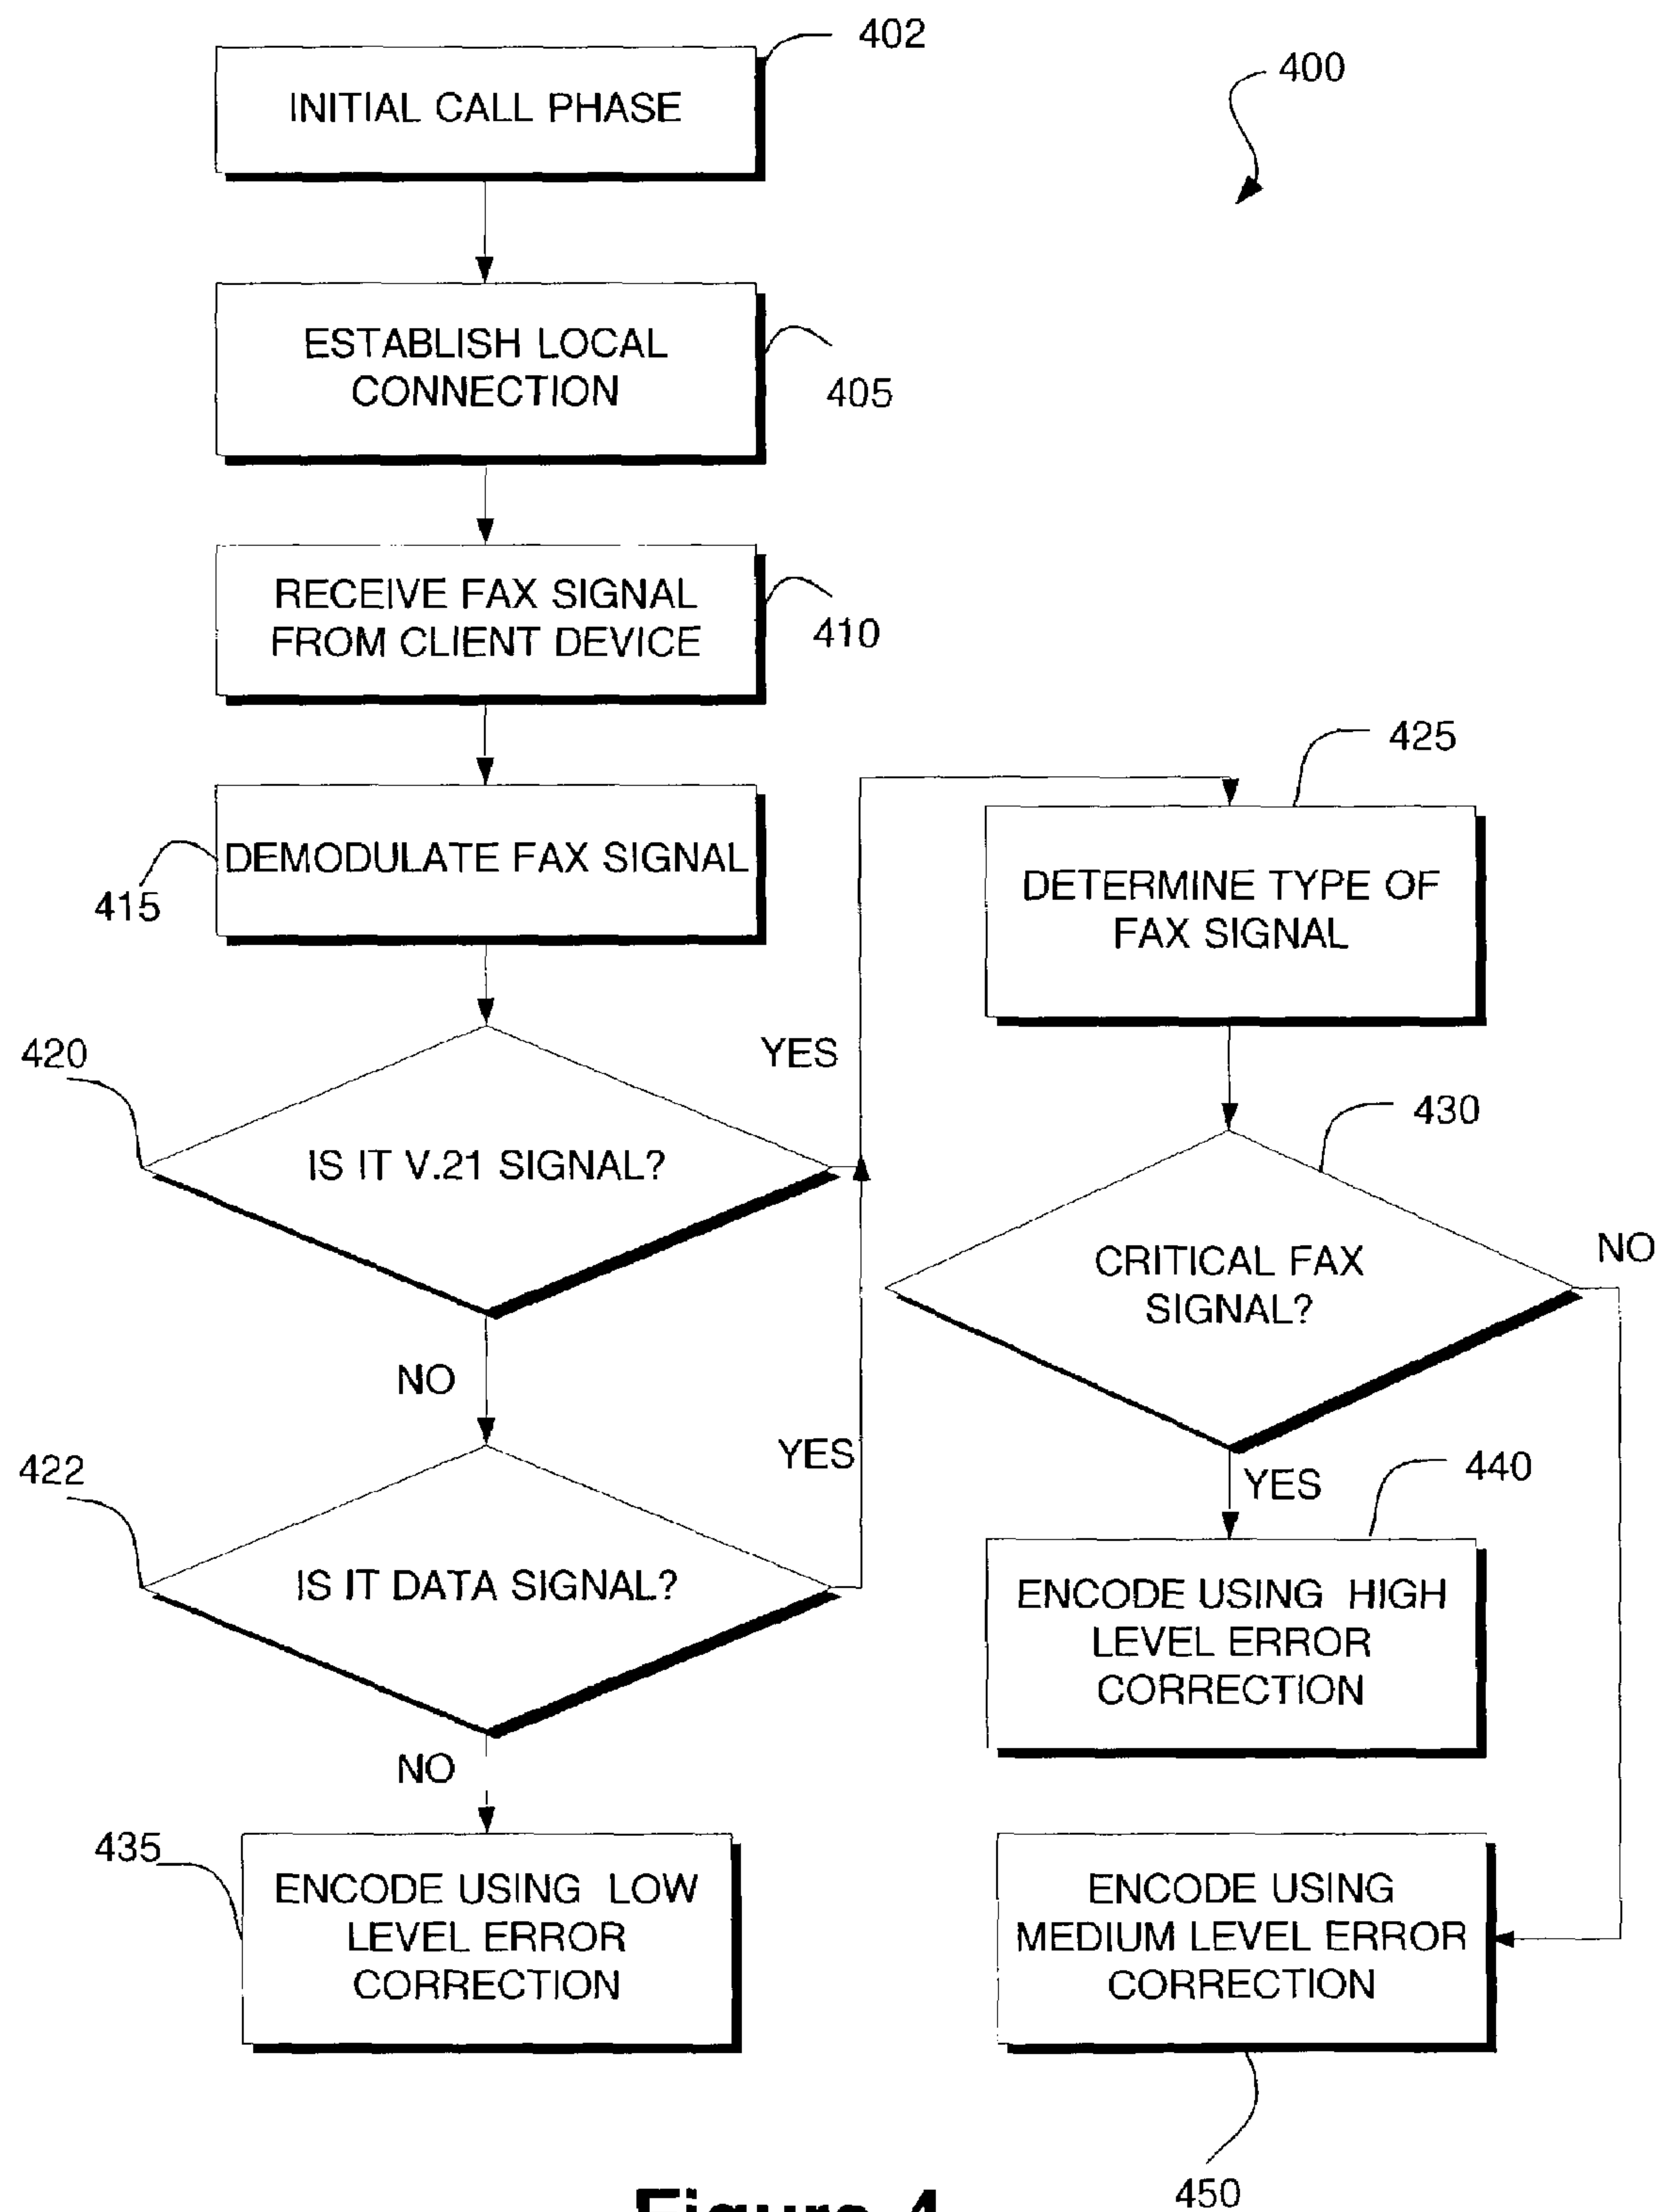 402
INITIAL CALL PHASE
400
ESTABLISH LOCAL
CONNECTION
405
RECEIVE FAX SIGNAL
FROM CLIENT DEVICE
410
DEMODULATE FAX SIGNAL
415
420
IS IT V.21 SIGNAL?
YES
NO
422
IS IT DATA SIGNAL?
YES
NO
435
ENCODE USING LOW
LEVEL ERROR
CORRECTION
425
DETERMINE TYPE OF
FAX SIGNAL
430
CRITICAL FAX
SIGNAL?
NO
YES
440
ENCODE USING HIGH
LEVEL ERROR
CORRECTION
ENCODE USING
MEDIUM LEVEL ERROR
CORRECTION
450
Figure 4